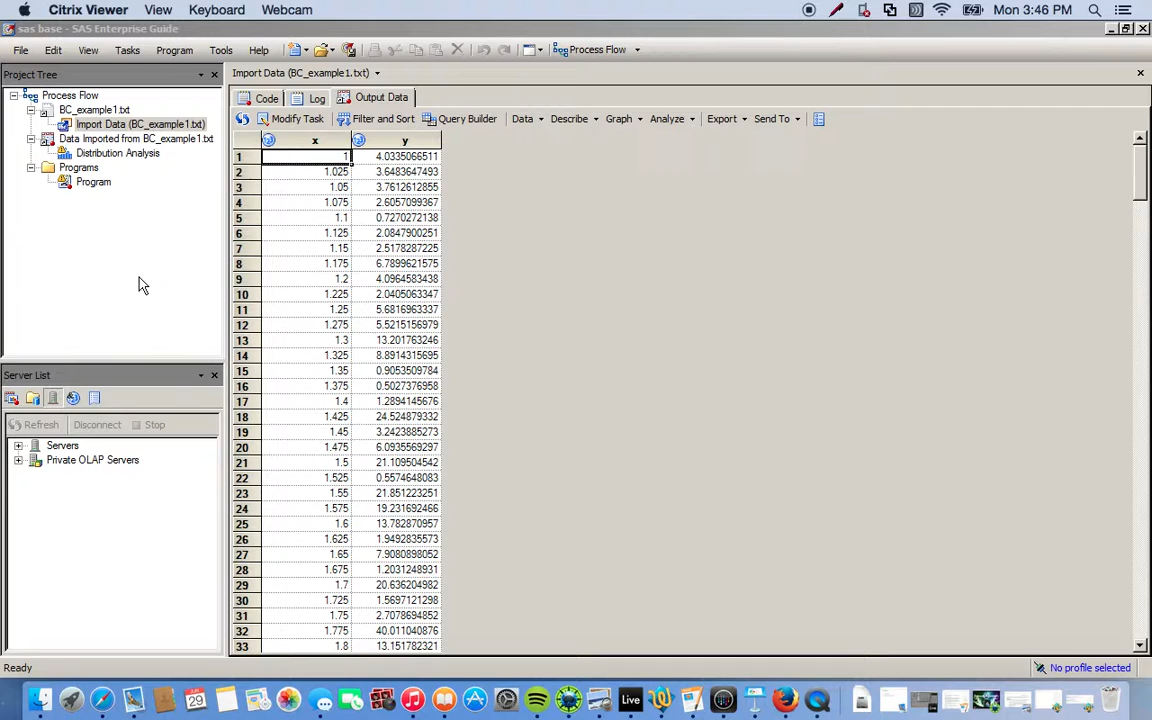 Citrix Viewer View Keyboard Webcam Mon 3:46 PM
sas base - SAS Enterprise Guide
File Edit View Tasks Program Tools Help Process Flow
Project Tree
Process Flow
BC_example1.txt
Import Data (BC_example1.txt)
Data Imported from BC_example1.txt
Distribution Analysis
Programs
Program
Server List
Refresh Disconnect Stop
Servers
Private OLAP Servers
Import Data (BC_example1.txt)
Code Log Output Data
Modify Task Filter and Sort Query Builder Data Describe Graph Analyze Export Send To
x y
1 1 4.0335066511
2 1.025 3.6483647493
3 1.05 3.7612612855
4 1.075 2.6057099367
5 1.1 0.7270272138
6 1.125 2.0847900251
7 1.15 2.5178287225
8 1.175 6.7899621575
9 1.2 4.0964583438
10 1.225 2.0405063347
11 1.25 5.6816963337
12 1.275 5.5215156979
13 1.3 13.201763246
14 1.325 8.8914315695
15 1.35 0.9053509784
16 1.375 0.5027376958
17 1.4 1.2894145676
18 1.425 24.524879332
19 1.45 3.2423885273
20 1.475 6.0935569297
21 1.5 21.109504542
22 1.525 0.5574648083
23 1.55 21.851223251
24 1.575 19.231692466
25 1.6 13.782870957
26 1.625 1.9492835573
27 1.65 7.9080898052
28 1.675 1.2031248931
29 1.7 20.636204982
30 1.725 1.5697121298
31 1.75 2.7078694852
32 1.775 40.011040876
33 1.8 13.151782321
Ready No profile selected
29
Live